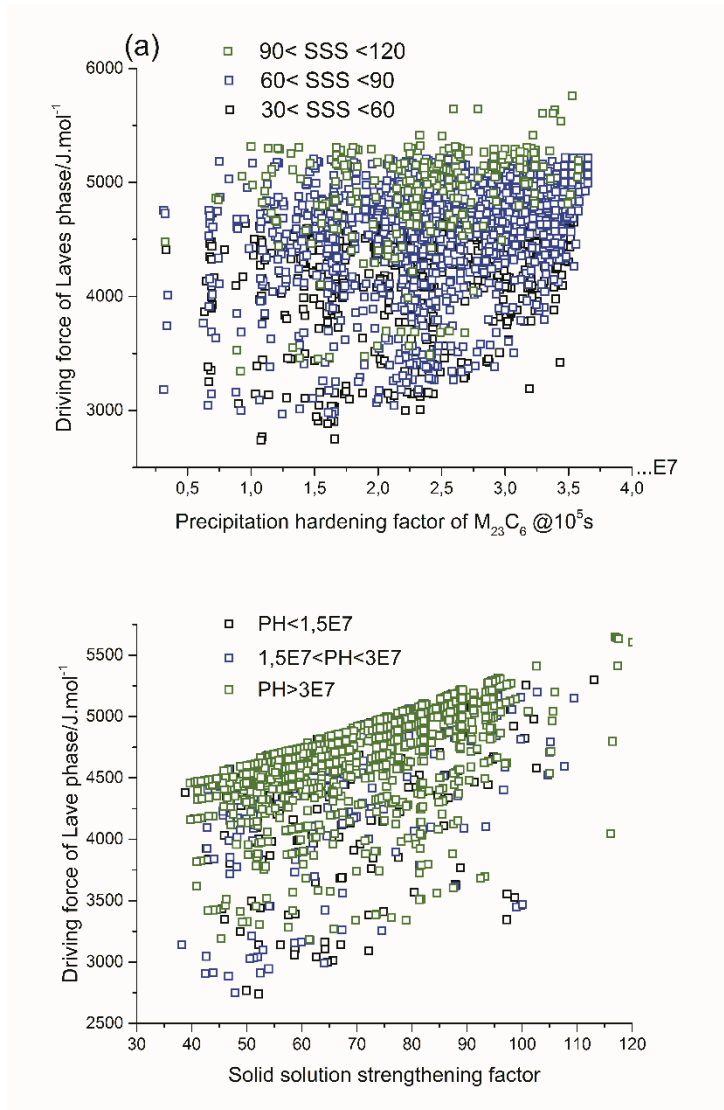 (a)
90< SSS <120
60< SSS <90
30< SSS <60
6000
5000
4000
3000
Driving force of Laves phase/J.mol⁻¹
0,5 1,0 1,5 2,0 2,5 3,0 3,5 4,0
...E7
Precipitation hardening factor of M₂₃C₆ @10⁵s
PH<1,5E7
1,5E7<PH<3E7
PH>3E7
5500
5000
4500
4000
3500
3000
2500
Driving force of Lave phase/J.mol⁻¹
30 40 50 60 70 80 90 100 110 120
Solid solution strengthening factor